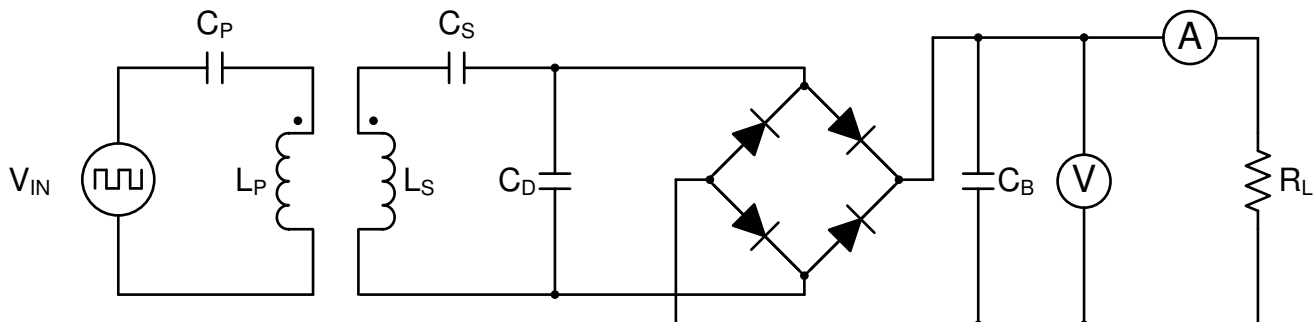 C_P
C_S
A
V_IN
L_P
L_S
C_D
C_B
V
R_L